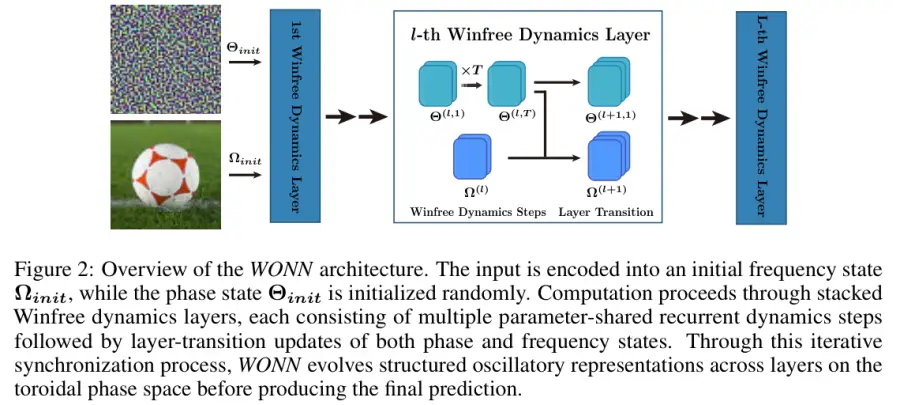 Θ_init
Ω_init
1st Winfree Dynamics Layer
l-th Winfree Dynamics Layer
×T
Θ^(l,1)
Θ^(l,T)
Θ^(l+1,1)
Ω^(l)
Ω^(l+1)
Winfree Dynamics Steps
Layer Transition
L-th Winfree Dynamics Layer
Figure 2: Overview of the WONN architecture. The input is encoded into an initial frequency state
Ω_init, while the phase state Θ_init is initialized randomly. Computation proceeds through stacked
Winfree dynamics layers, each consisting of multiple parameter-shared recurrent dynamics steps
followed by layer-transition updates of both phase and frequency states. Through this iterative
synchronization process, WONN evolves structured oscillatory representations across layers on the
toroidal phase space before producing the final prediction.